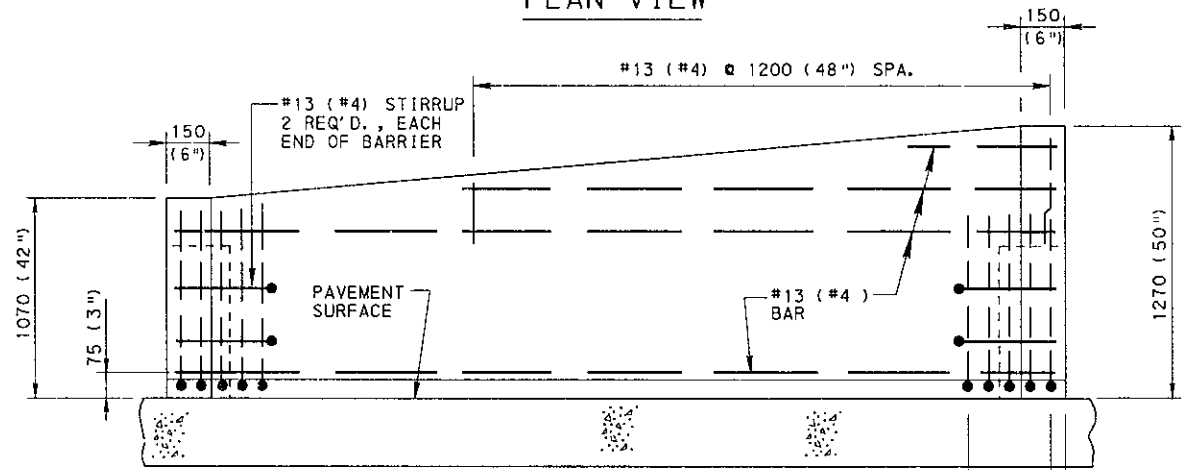 PLAN VIEW
150
(6")
#13 (#4) @ 1200 (48") SPA.
#13 (#4) STIRRUP
2 REQ'D., EACH
END OF BARRIER
150
(6")
1070 (42")
75 (3")
PAVEMENT
SURFACE
#13 (#4 )
BAR
1270 (50")